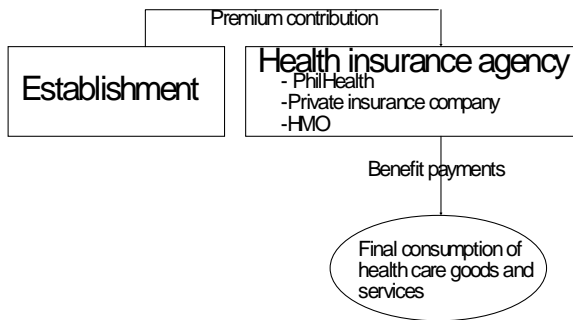 Premium contribution
Establishment
Health insurance agency
- PhilHealth
-Private insurance company
-HMO
Benefit payments
Final consumption of
health care goods and
services